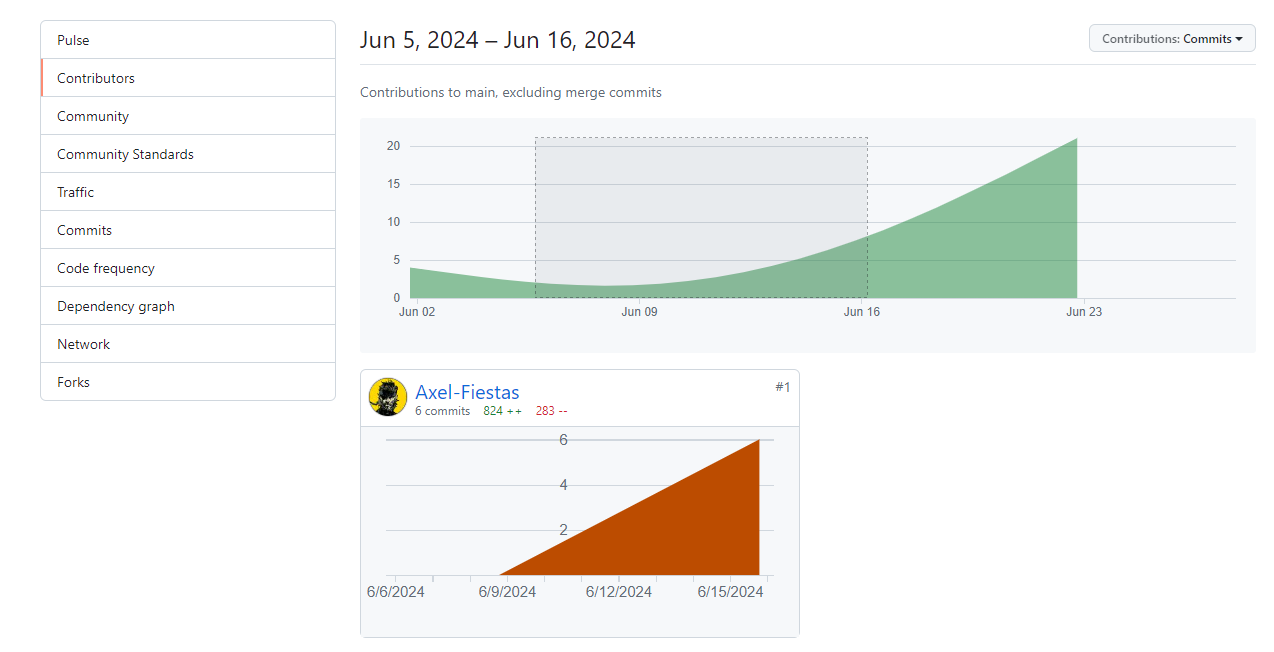 Pulse
Contributors
Community
Community Standards
Traffic
Commits
Code frequency
Dependency graph
Network
Forks
Jun 5, 2024 – Jun 16, 2024
Contributions: Commits
Contributions to main, excluding merge commits
20
15
10
5
0
Jun 02 Jun 09 Jun 16 Jun 23
Axel-Fiestas #1
6 commits 824 ++ 283 --
6
4
2
6/6/2024 6/9/2024 6/12/2024 6/15/2024